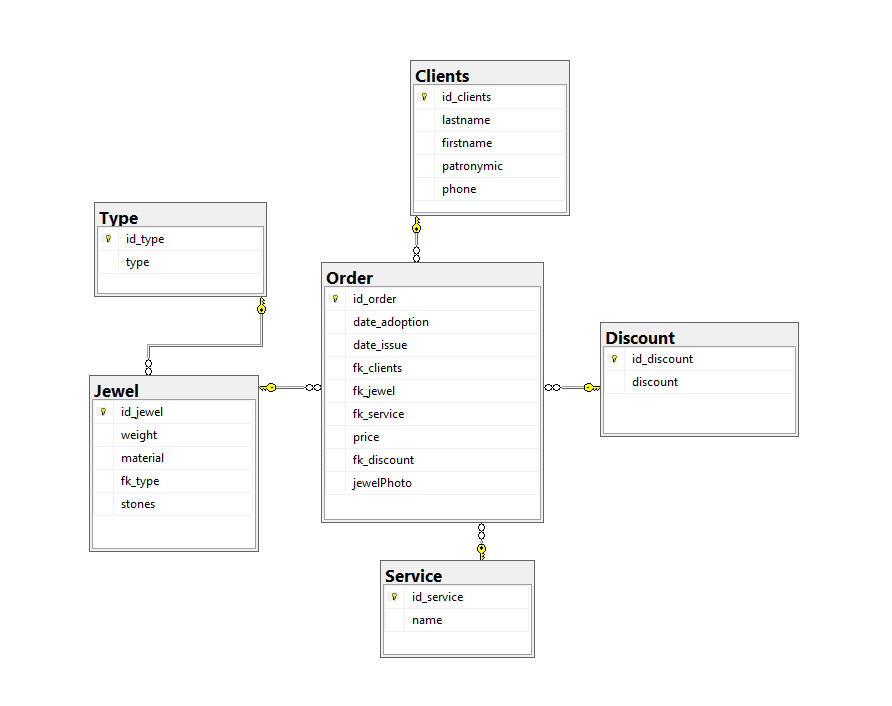 Clients
id_clients
lastname
firstname
patronymic
phone
Type
id_type
type
Order
id_order
date_adoption
date_issue
fk_clients
fk_jewel
fk_service
price
fk_discount
jewelPhoto
Discount
id_discount
discount
Jewel
id_jewel
weight
material
fk_type
stones
Service
id_service
name